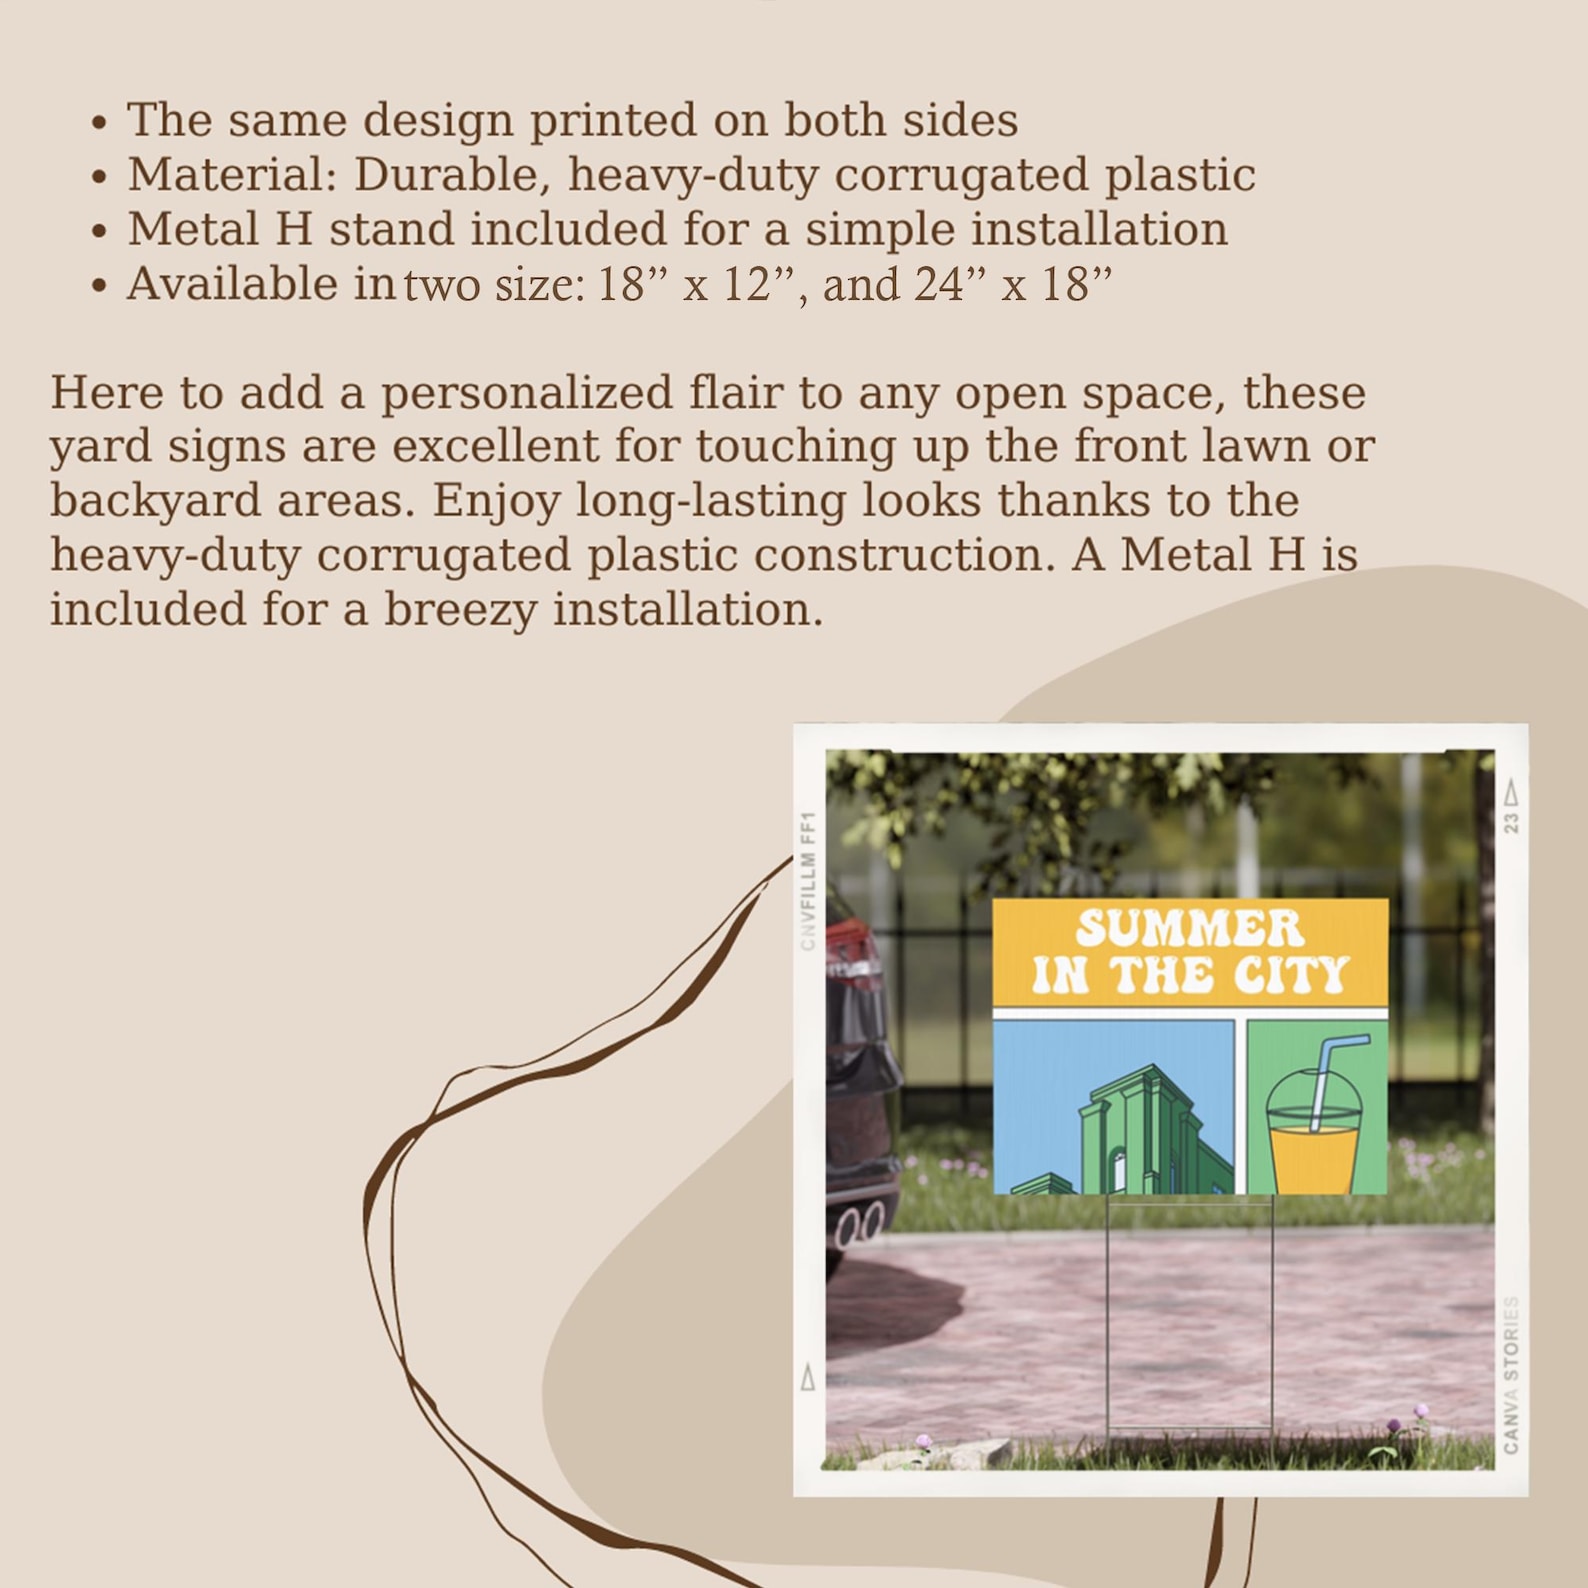 • The same design printed on both sides
• Material: Durable, heavy-duty corrugated plastic
• Metal H stand included for a simple installation
• Available in two size: 18” x 12”, and 24” x 18”
Here to add a personalized flair to any open space, these
yard signs are excellent for touching up the front lawn or
backyard areas. Enjoy long-lasting looks thanks to the
heavy-duty corrugated plastic construction. A Metal H is
included for a breezy installation.
CNVFILLM FF1
23
SUMMER
IN THE CITY
CANVA STORIES